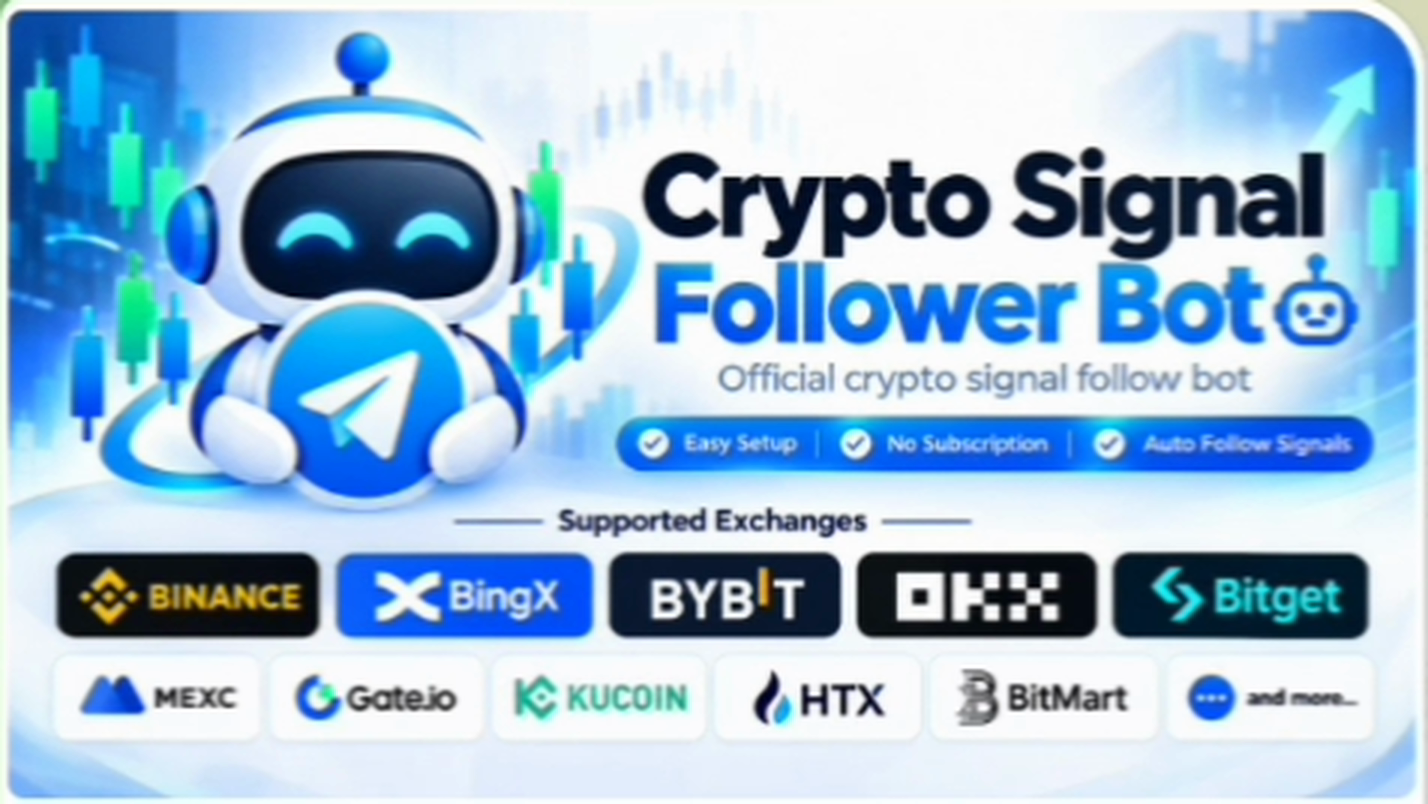 Crypto Signal
Follower Bot
Official crypto signal follow bot
Easy Setup
No Subscription
Auto Follow Signals
Supported Exchanges
BINANCE
BingX
BYBIT
OKX
Bitget
MEXC
Gate.io
KUCOIN
HTX
BitMart
and more...